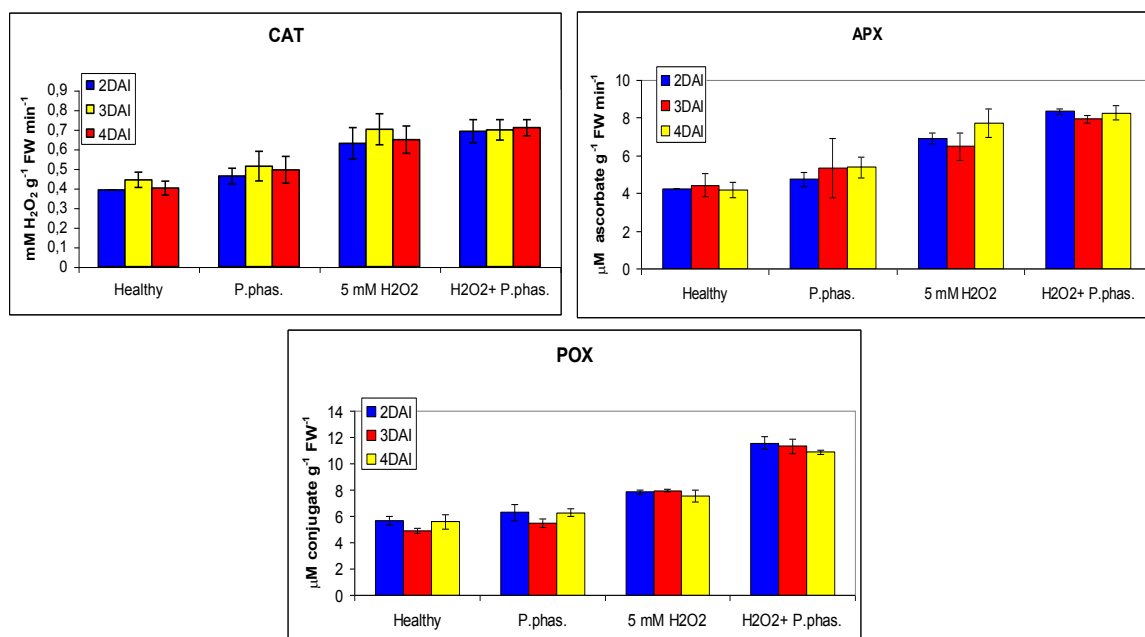 CAT
mM H₂O₂ g⁻¹ FW min⁻¹
0,9
0,8
0,7
0,6
0,5
0,4
0,3
0,2
0,1
0
2DAI
3DAI
4DAI
Healthy P.phas. 5 mM H2O2 H2O2+ P.phas.
APX
µM ascorbate g⁻¹ FW min⁻¹
10
8
6
4
2
0
2DAI
3DAI
4DAI
Healthy P.phas. 5 mM H2O2 H2O2+ P.phas.
POX
µM conjugate g⁻¹ FW⁻¹
14
12
10
8
6
4
2
0
2DAI
3DAI
4DAI
Healthy P.phas. 5 mM H2O2 H2O2+ P.phas.